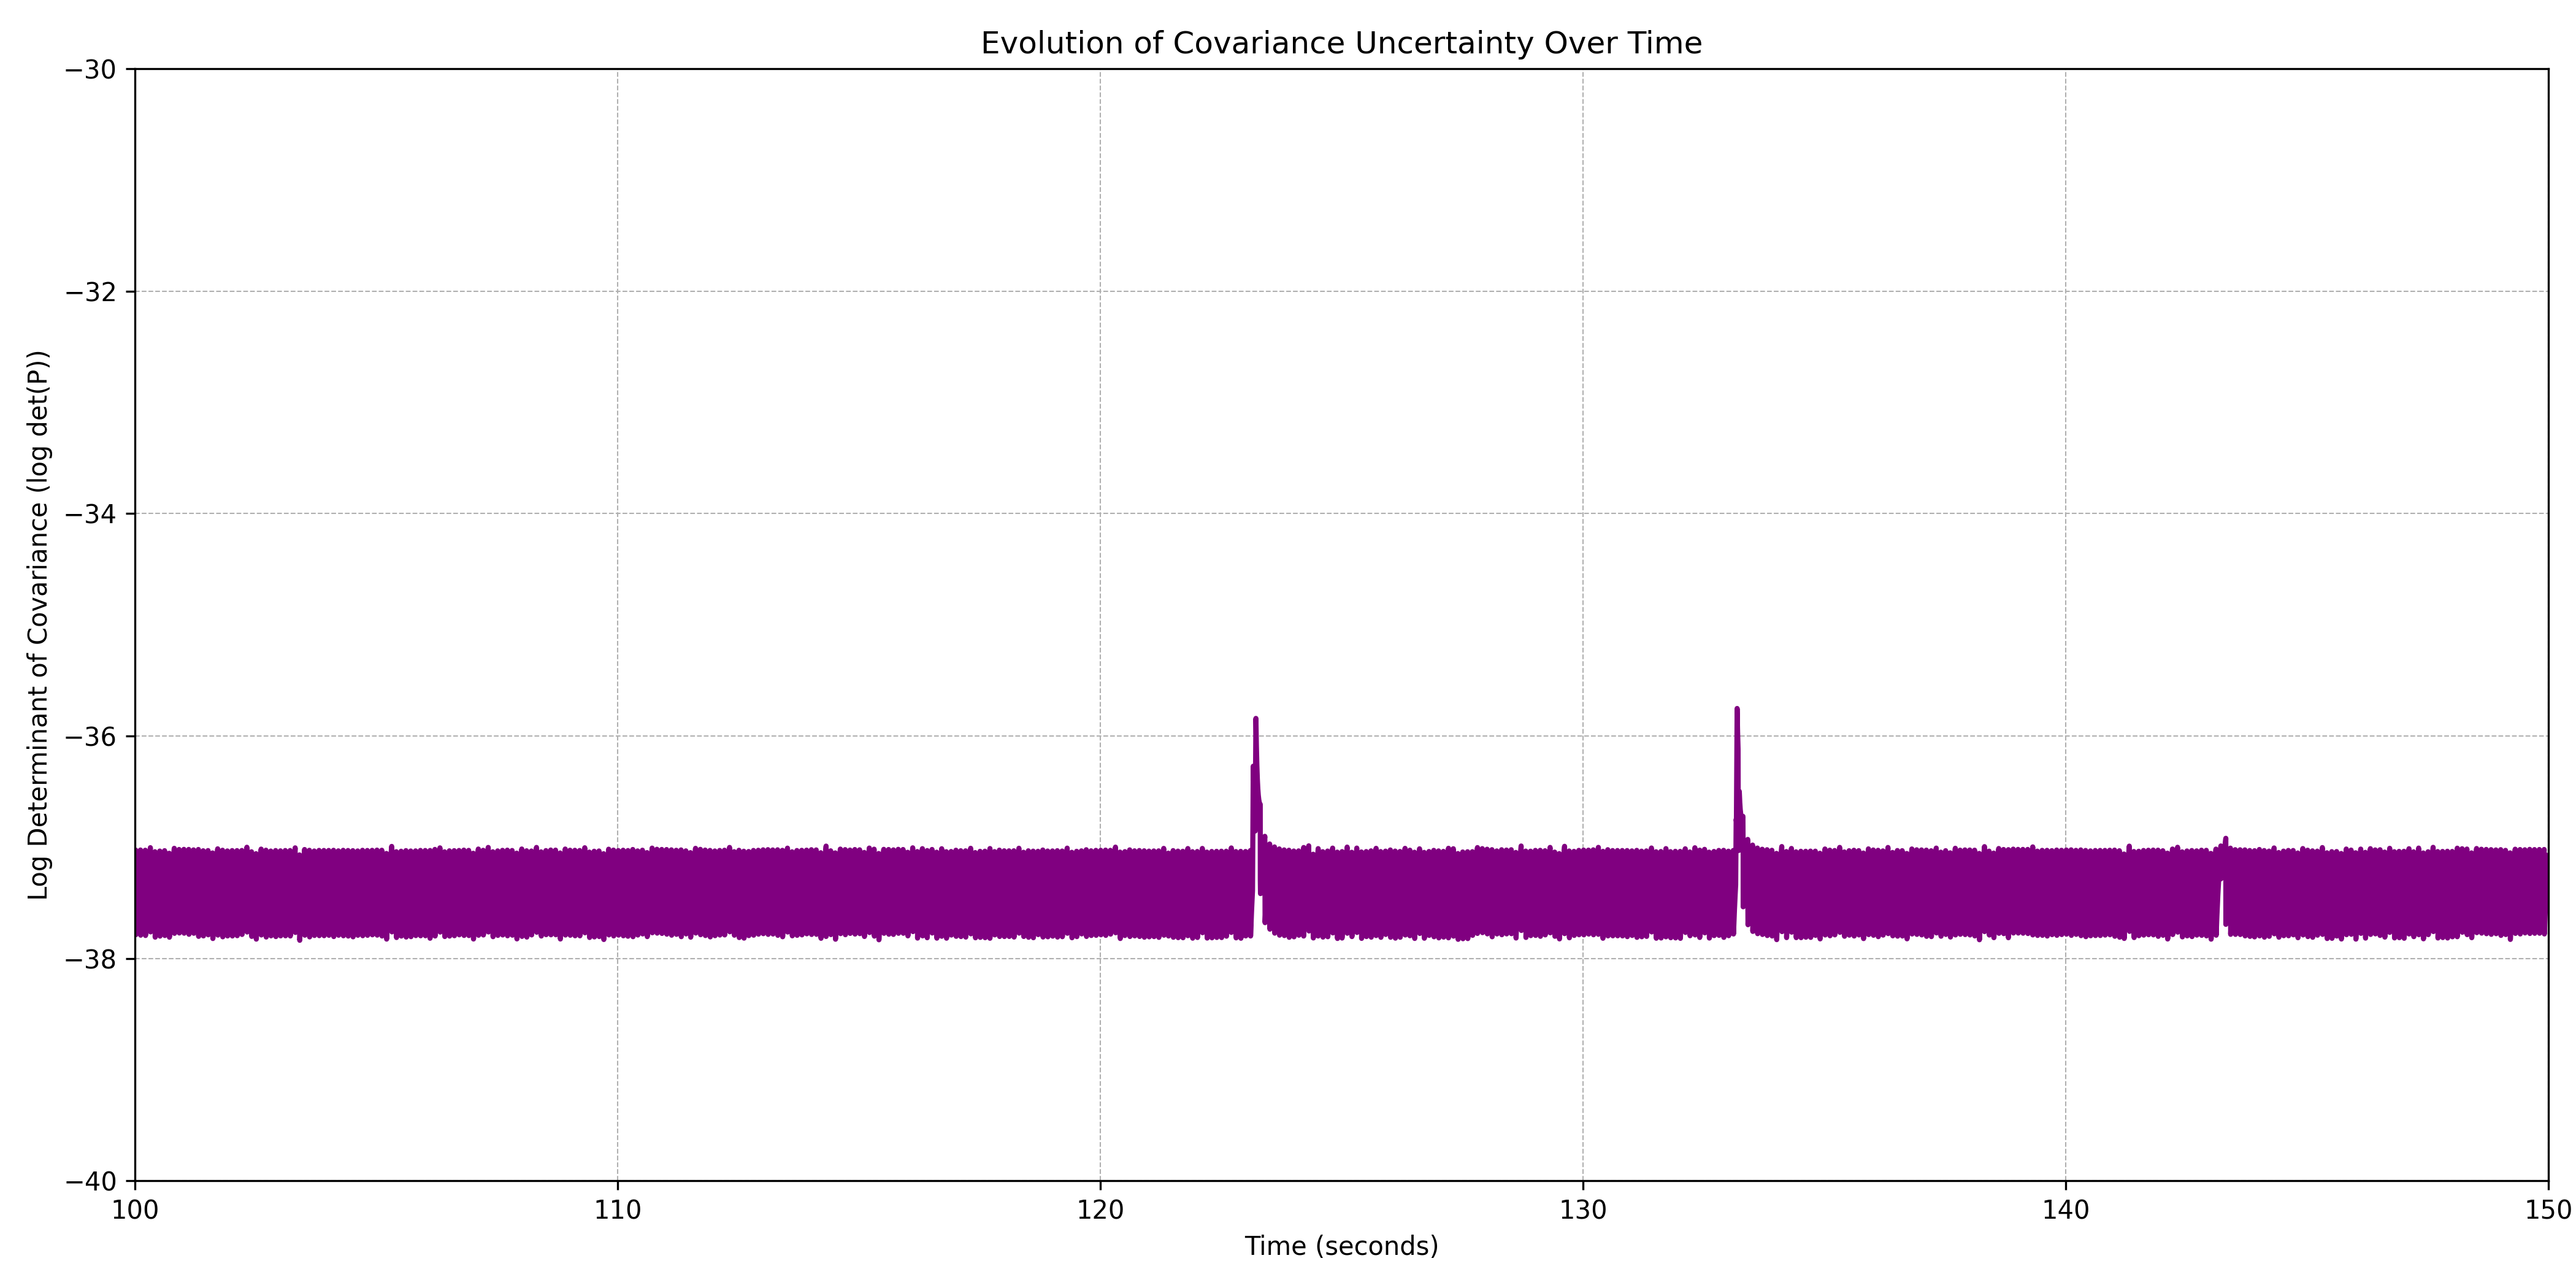 Evolution of Covariance Uncertainty Over Time
Log Determinant of Covariance (log det(P))
−30
−32
−34
−36
−38
−40
100 110 120 130 140 150
Time (seconds)